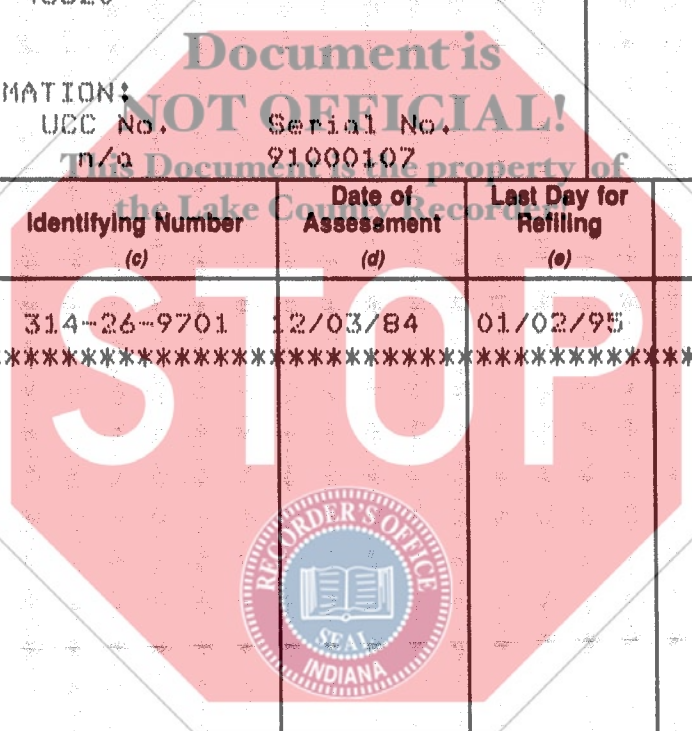 Document is
MATION:
NOT OFFICIAL!
UCC No. Serial No.
n/a 91000107
This Document is the property of
the Lake County Recorder!
Identifying Number
(c)
Date of
Assessment
(d)
Last Day for
Refiling
(e)
314-26-9701 12/03/84 01/02/95
****************************************
STOP
RECORDER'S OFFICE
SEAL
INDIANA